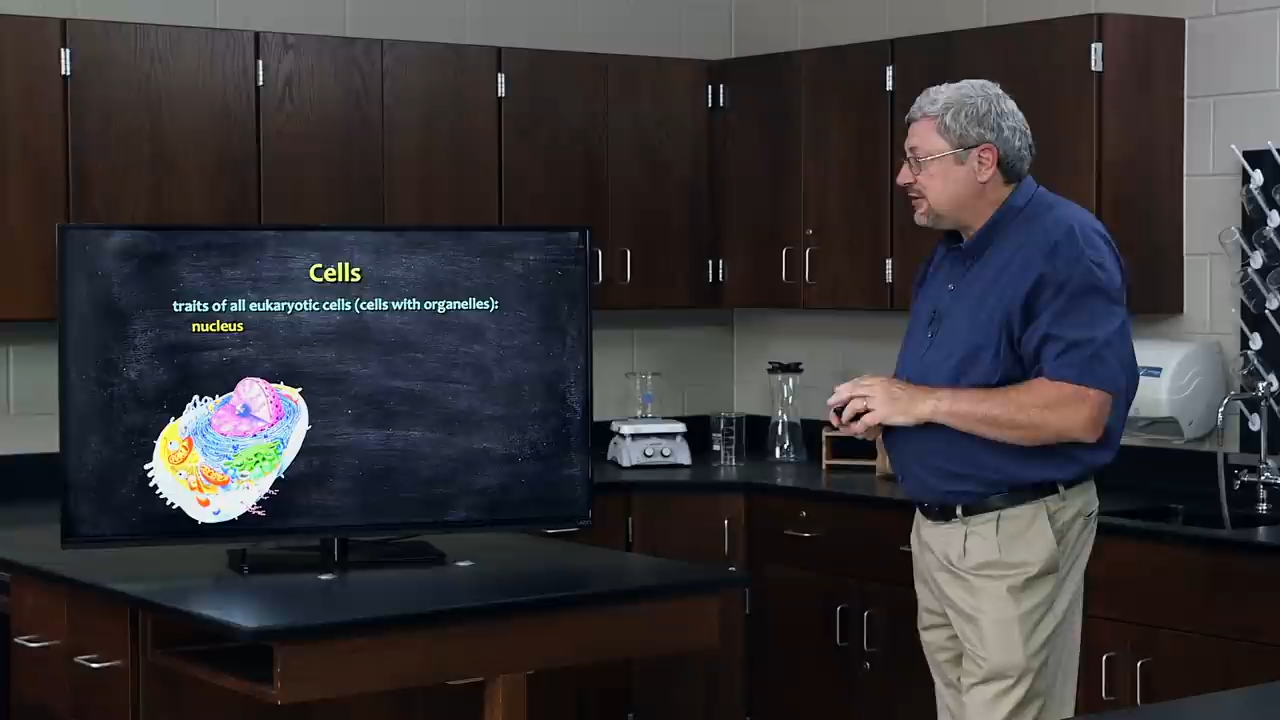 Cells
traits of all eukaryotic cells (cells with organelles):
nucleus